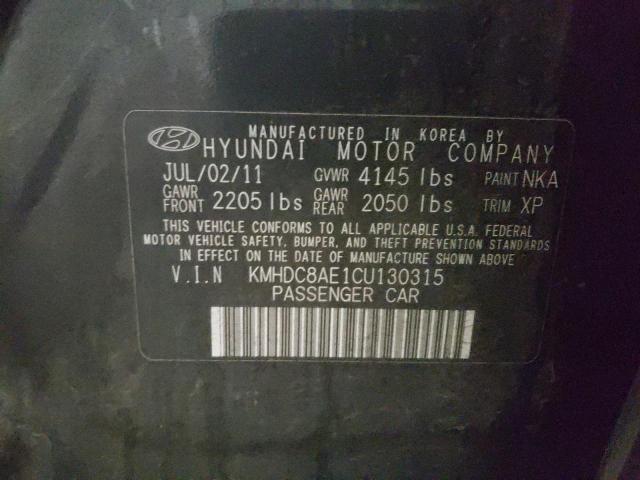 MANUFACTURED IN KOREA BY
HYUNDAI MOTOR COMPANY
JUL/02/11 GVWR 4145 lbs PAINT NKA
GAWR FRONT 2205 lbs GAWR REAR 2050 lbs TRIM XP
THIS VEHICLE CONFORMS TO ALL APPLICABLE U.S.A. FEDERAL
MOTOR VEHICLE SAFETY, BUMPER, AND THEFT PREVENTION STANDARDS
IN EFFECT ON THE DATE OF MANUFACTURE SHOWN ABOVE
V.I.N KMHDC8AE1CU130315
PASSENGER CAR